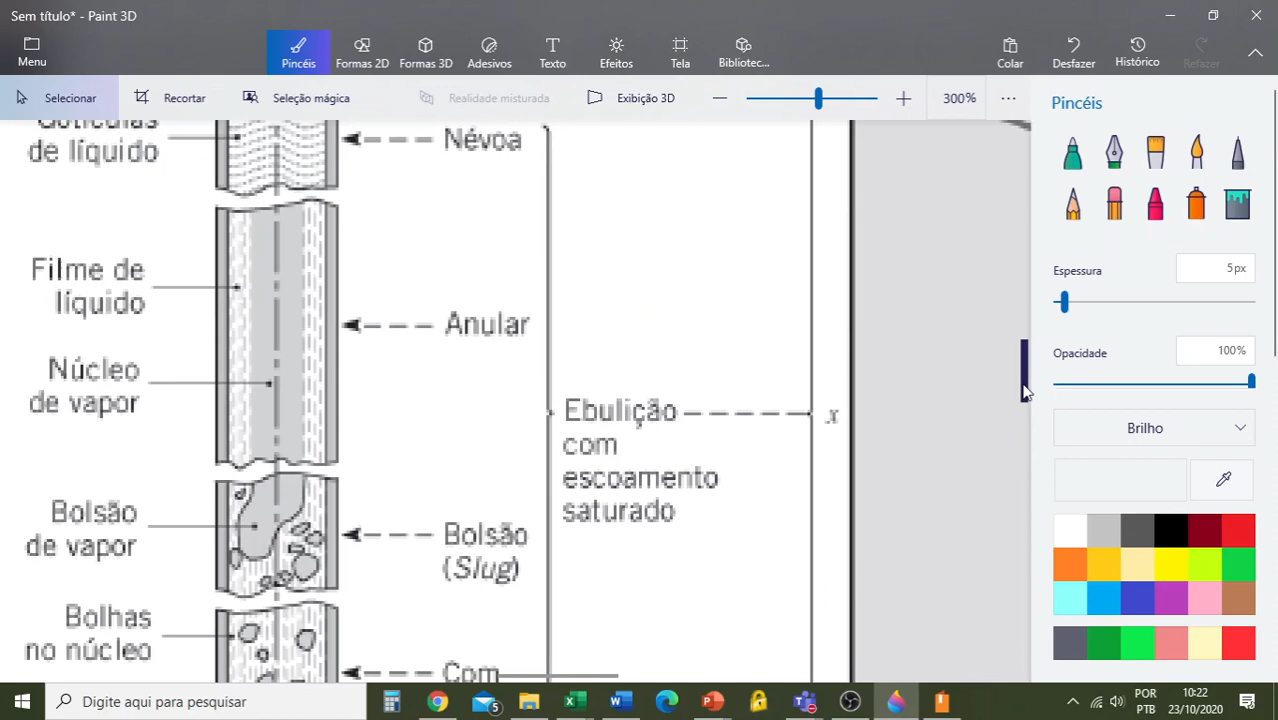 Sem título* - Paint 3D
Menu
Pincéis
Formas 2D
Formas 3D
Adesivos
Texto
Efeitos
Tela
Bibliotec...
Colar
Desfazer
Histórico
Refazer
Selecionar
Recortar
Seleção mágica
Realidade misturada
Exibição 3D
300%
Pincéis
Espessura
5px
Opacidade
100%
Brilho
Gotículas
de líquido
Névoa
Filme de
líquido
Anular
Núcleo
de vapor
Ebulição
com
escoamento
saturado
x
Bolsão
de vapor
Bolsão
(Slug)
Bolhas
no núcleo
Com
Digite aqui para pesquisar
5
POR
PTB
10:22
23/10/2020